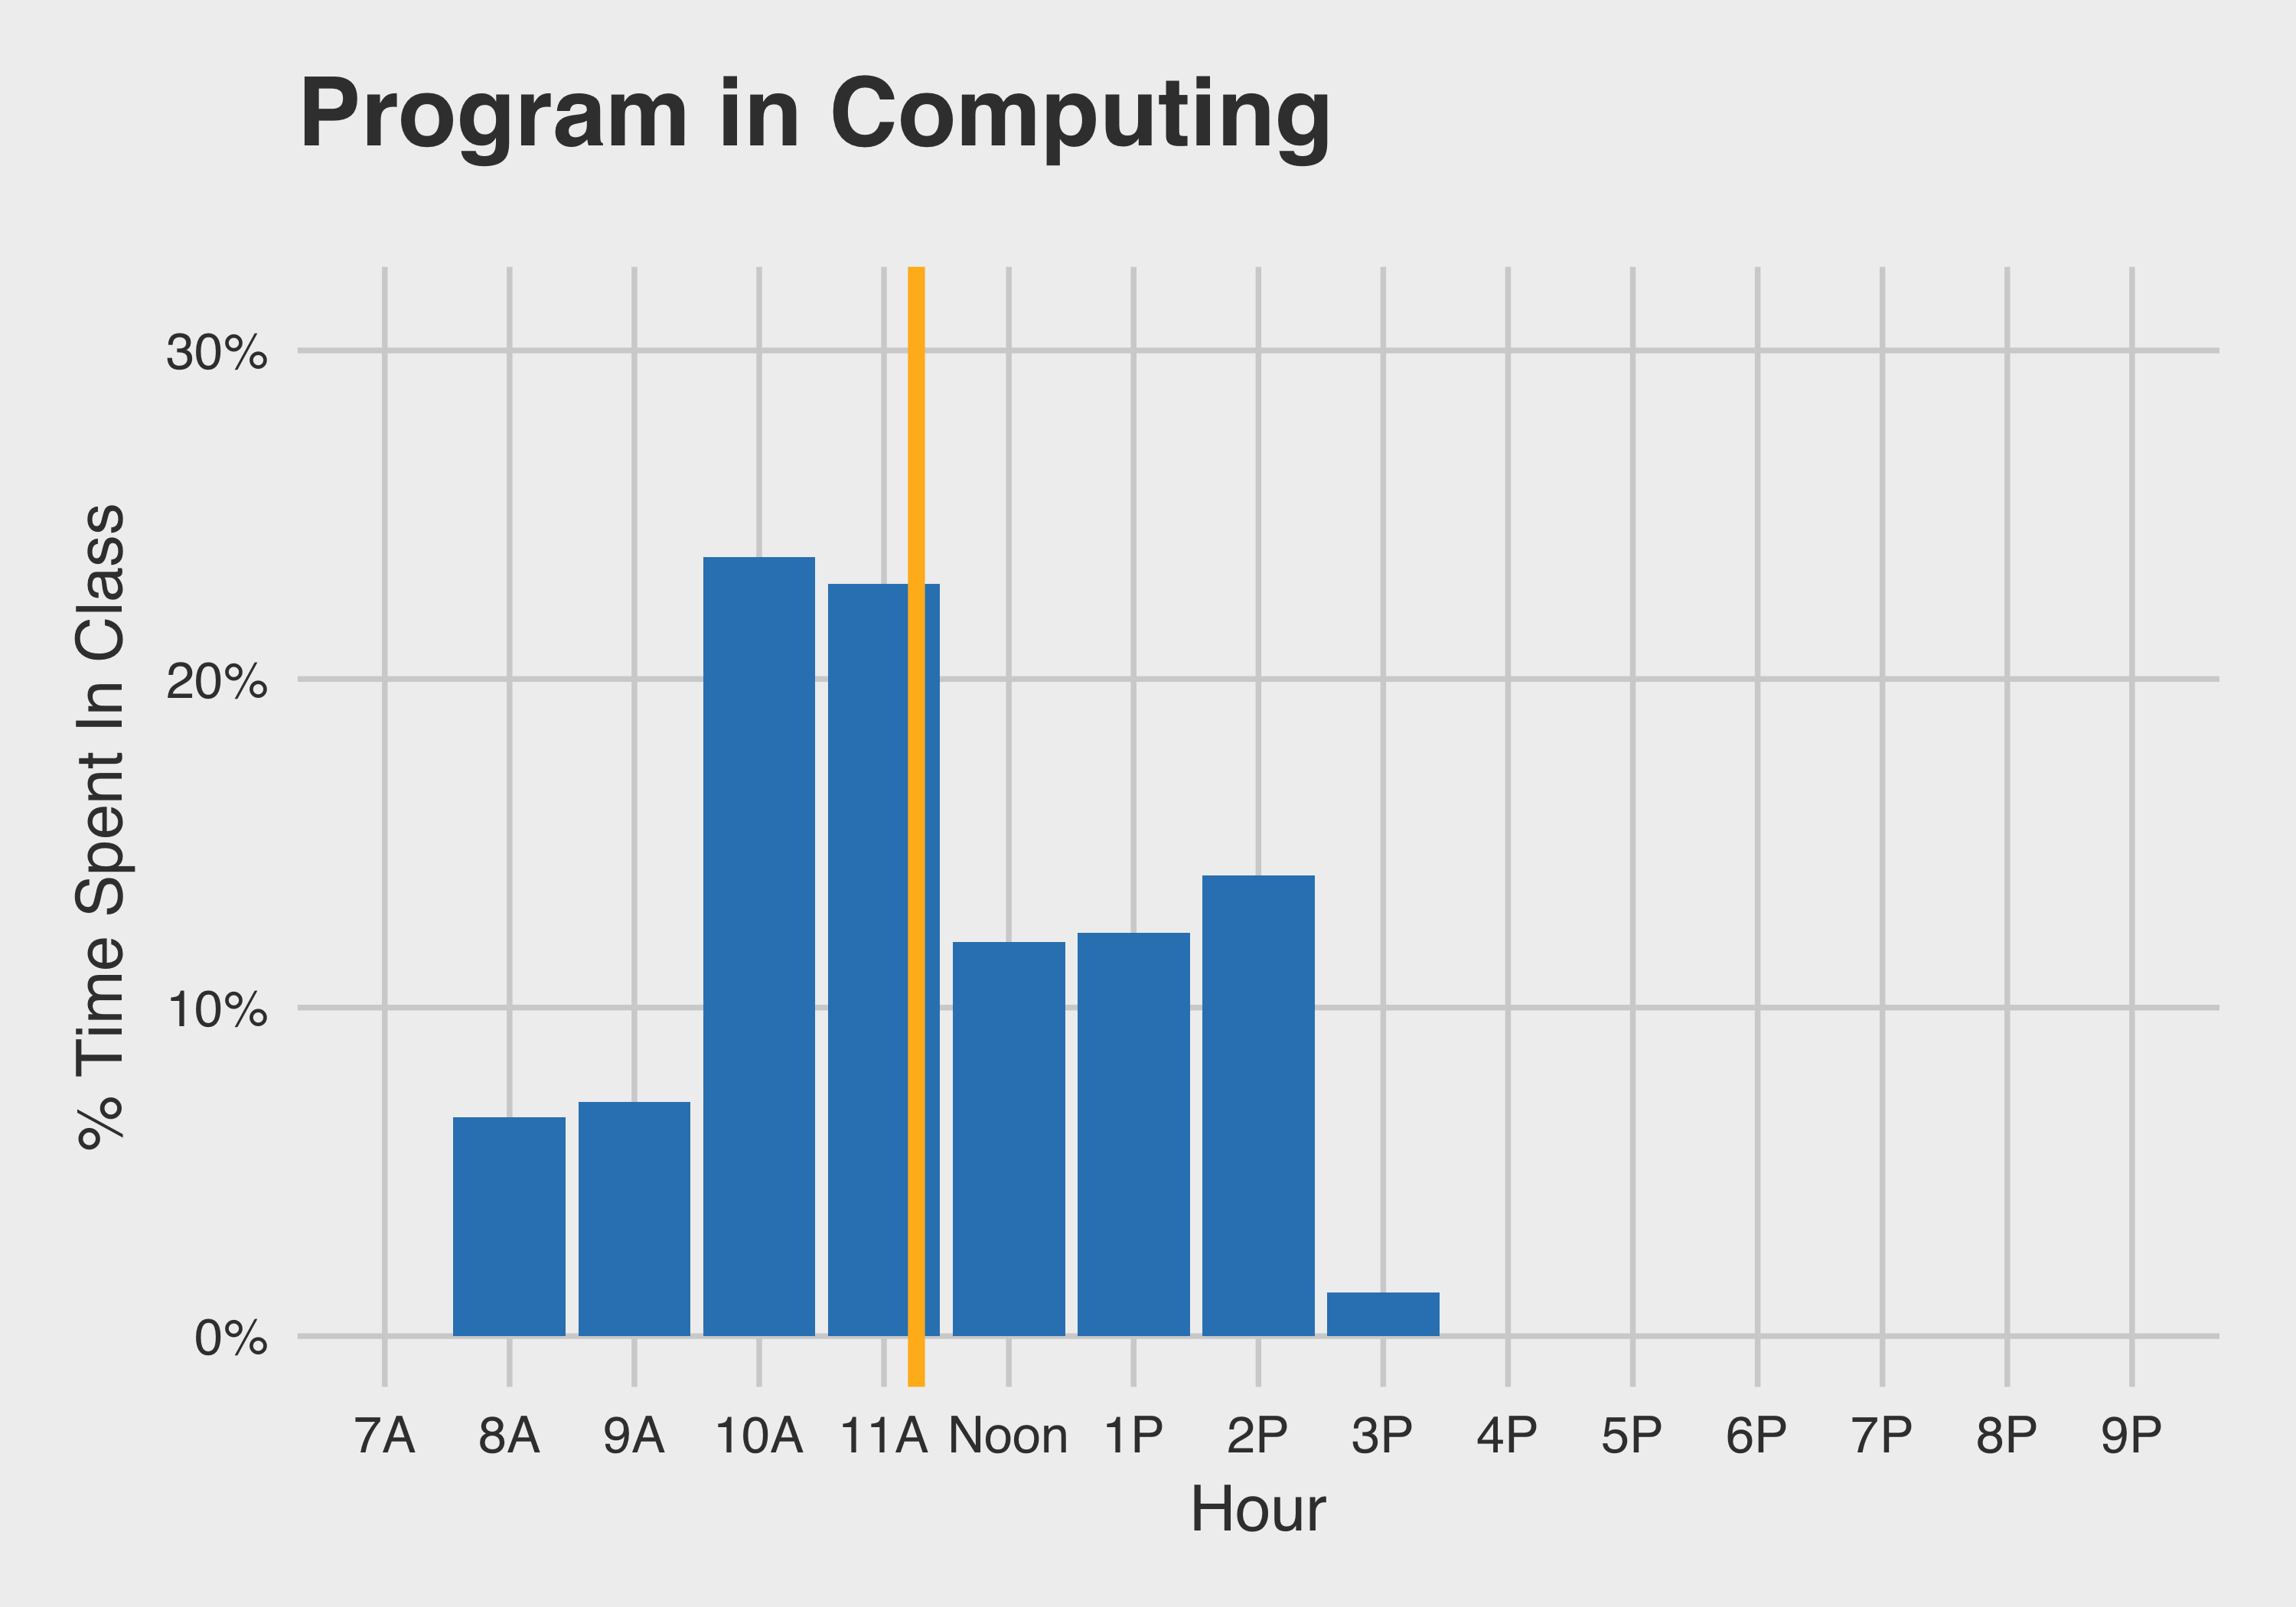 Program in Computing
% Time Spent In Class
30%
20%
10%
0%
7A 8A 9A 10A 11A Noon 1P 2P 3P 4P 5P 6P 7P 8P 9P
Hour